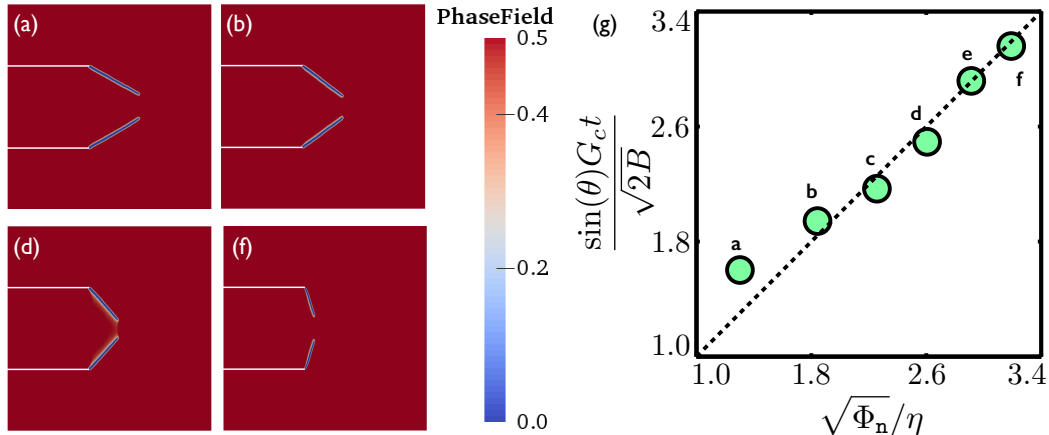 (a)
(b)
(d)
(f)
PhaseField
0.5
0.4
0.2
0.0
(g)
sin(θ)G_c t
√2B
3.4
2.6
1.8
1.0
a
b
c
d
e
f
1.0 1.8 2.6 3.4
√Φ_n/η